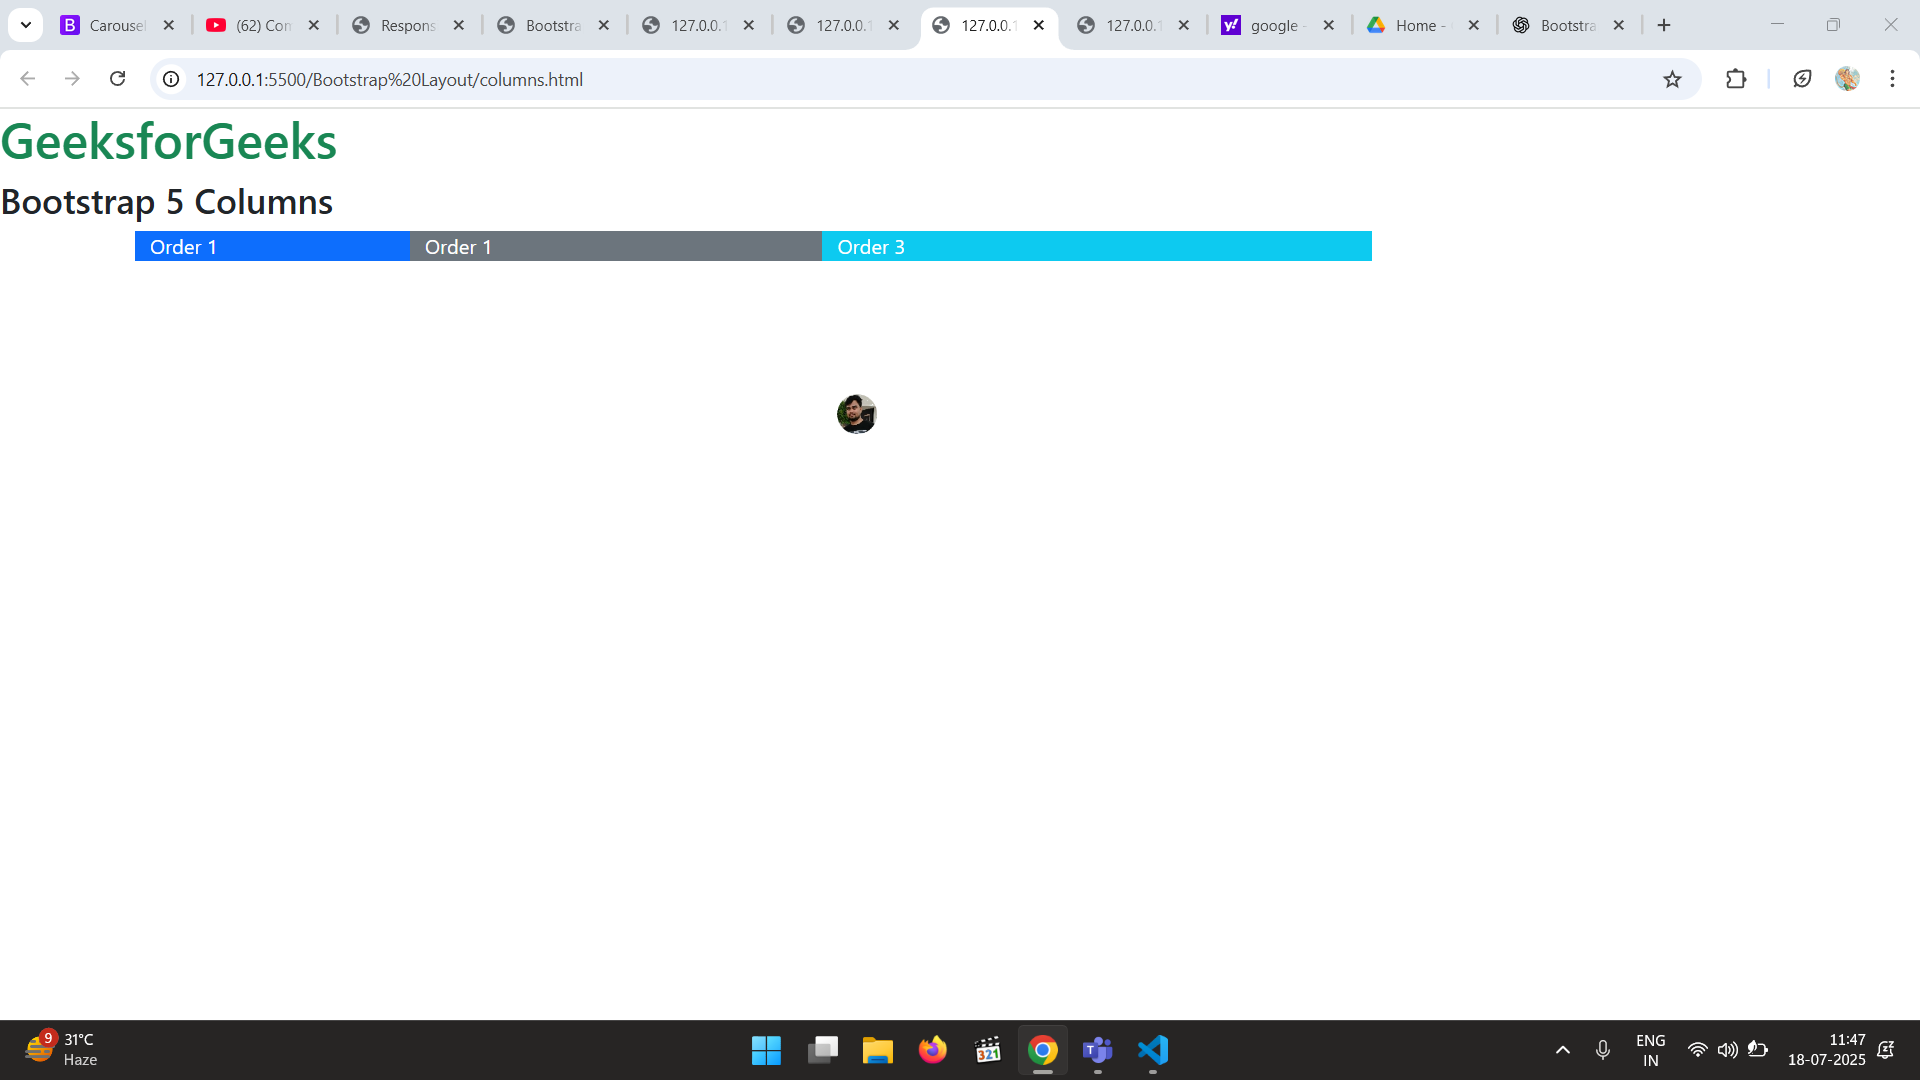 Carousel
(62) Con
Respons
Bootstra
127.0.0.1
127.0.0.1
127.0.0.1
127.0.0.1
google -
Home -
Bootstra
127.0.0.1:5500/Bootstrap%20Layout/columns.html
GeeksforGeeks
Bootstrap 5 Columns
Order 1 Order 1 Order 3
9
31°C
Haze
321
ENG
IN
11:47
18-07-2025